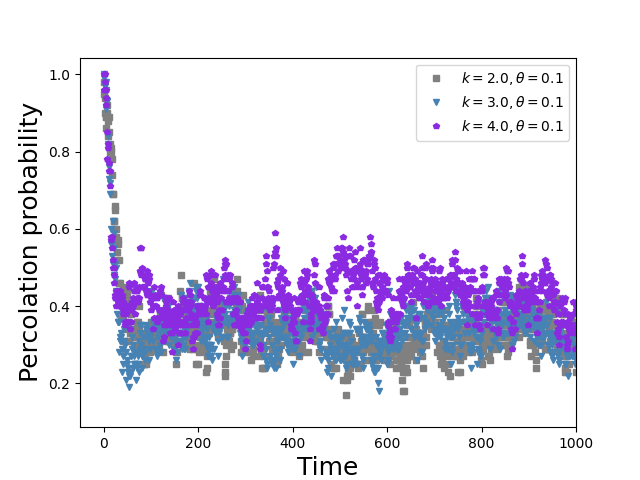 k = 2.0, θ = 0.1
k = 3.0, θ = 0.1
k = 4.0, θ = 0.1
Percolation probability
1.0
0.8
0.6
0.4
0.2
0 200 400 600 800 1000
Time